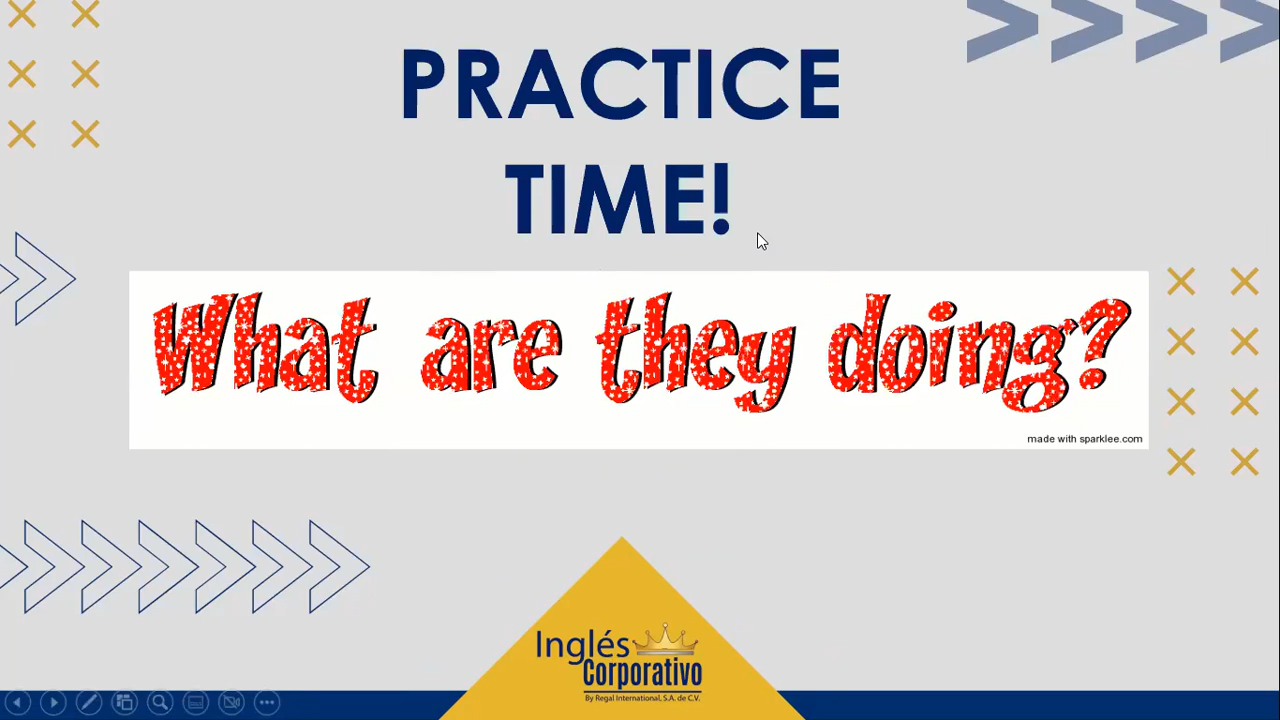 PRACTICE
TIME!
What are they doing?
made with sparklee.com
Inglés
Corporativo
By Regal International, S.A. de C.V.